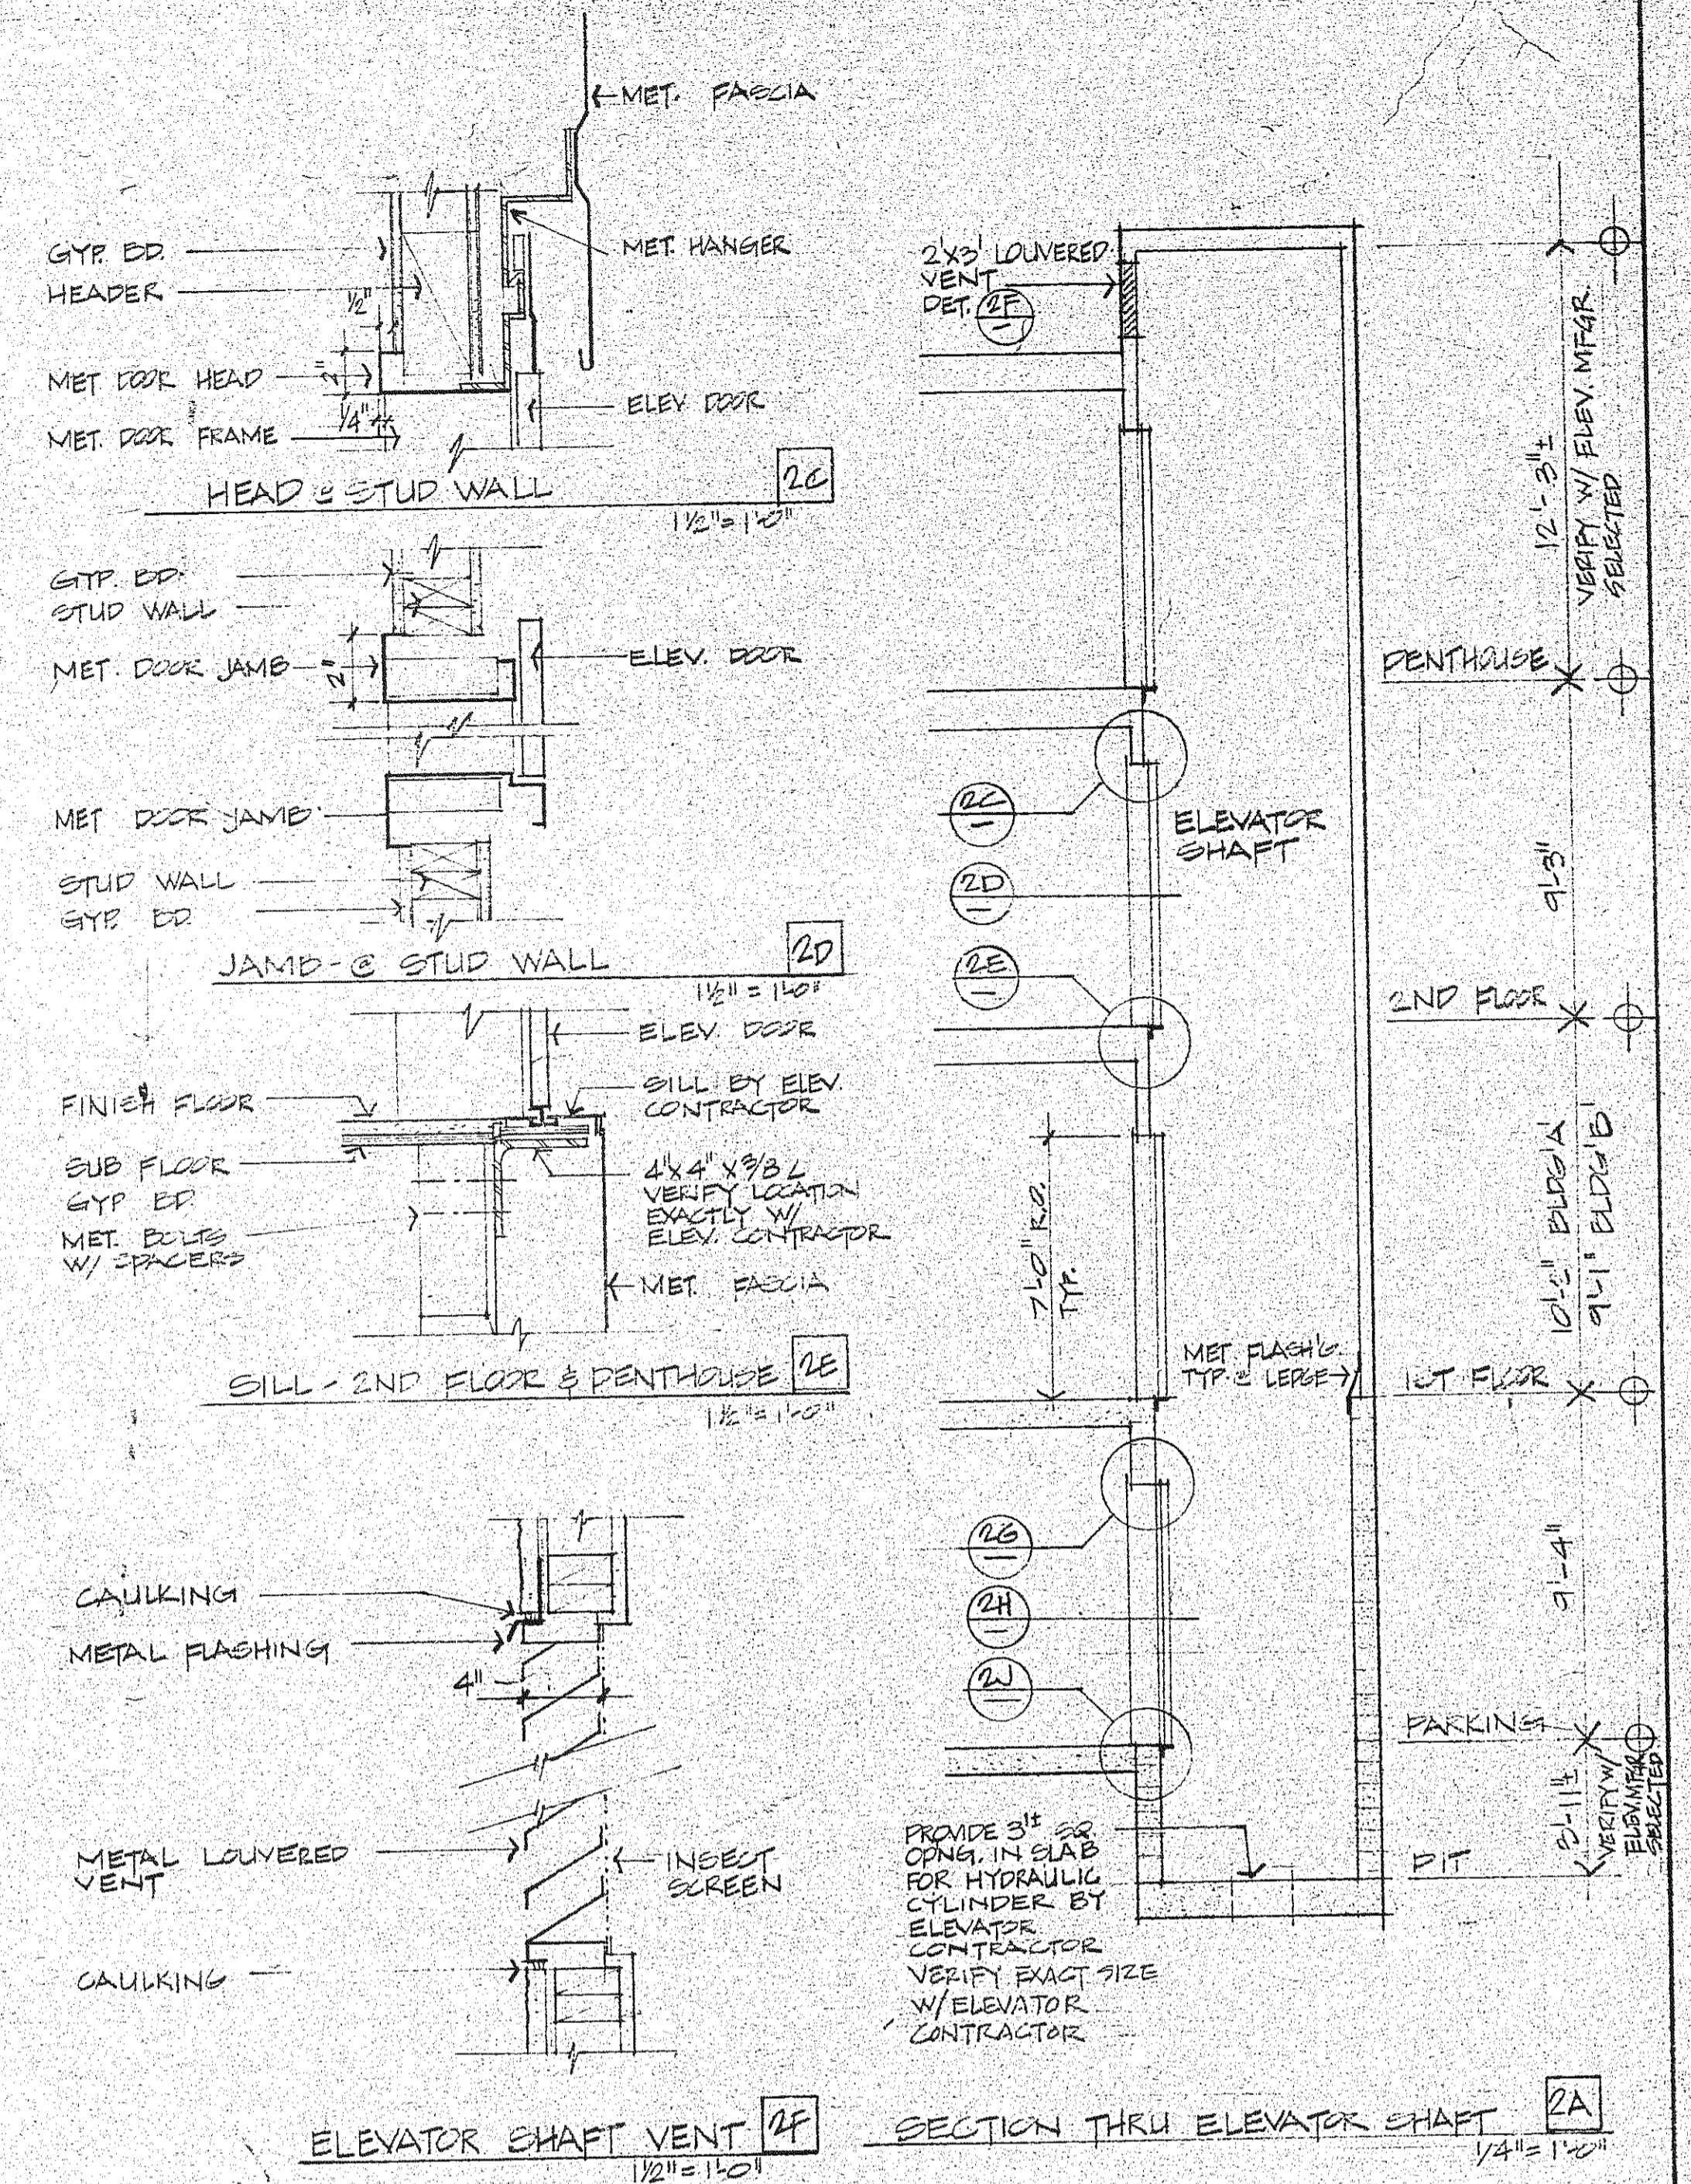 MET. FASCIA
GYP. BD.
MET. HANGER
HEADER
1/2"
MET DOOR HEAD
2"
ELEV DOOR
1/4"
MET. DOOR FRAME
HEAD @ STUD WALL
2C
1 1/2" = 1'-0"
GYP. BD.
STUD WALL
MET. DOOR JAMB
2"
ELEV. DOOR
MET DOOR JAMB
STUD WALL
GYP. BD.
JAMB - @ STUD WALL
2D
1 1/2" = 1'-0"
ELEV. DOOR
SILL BY ELEV.
CONTRACTOR
FINISH FLOOR
SUB FLOOR
GYP BD.
MET. BOLTS
W/ SPACERS
4"X4"X3/8 L
VERIFY LOCATION
EXACTLY W/
ELEV. CONTRACTOR
MET. FASCIA
SILL - 2ND FLOOR & PENTHOUSE
2E
1 1/2" = 1'-0"
CAULKING
METAL FLASHING
4"
METAL LOUVERED
VENT
INSECT
SCREEN
CAULKING
ELEVATOR SHAFT VENT
2F
1 1/2" = 1'-0"
2'X3' LOUVERED
VENT
DET. 2F
12'-3"±
VERIFY W/ ELEV. MFGR.
SELECTED
PENTHOUSE
2C
ELEVATOR
SHAFT
2D
9'-3"
2E
2ND FLOOR
7'-0" R.O.
TYP.
BLDG 'A'
9'-1" BLDG 'B'
MET FLASH'G.
TYP. @ LEDGE
1ST FLOOR
2G
9'-4"
2H
2J
PARKING
VERIFY W/
ELEV. MFGR
SELECTED
PIT
PROVIDE 3'± SQ.
OPNG. IN SLAB
FOR HYDRAULIC
CYLINDER BY
ELEVATOR
CONTRACTOR
VERIFY EXACT SIZE
W/ ELEVATOR
CONTRACTOR
SECTION THRU ELEVATOR SHAFT
2A
1/4" = 1'-0"